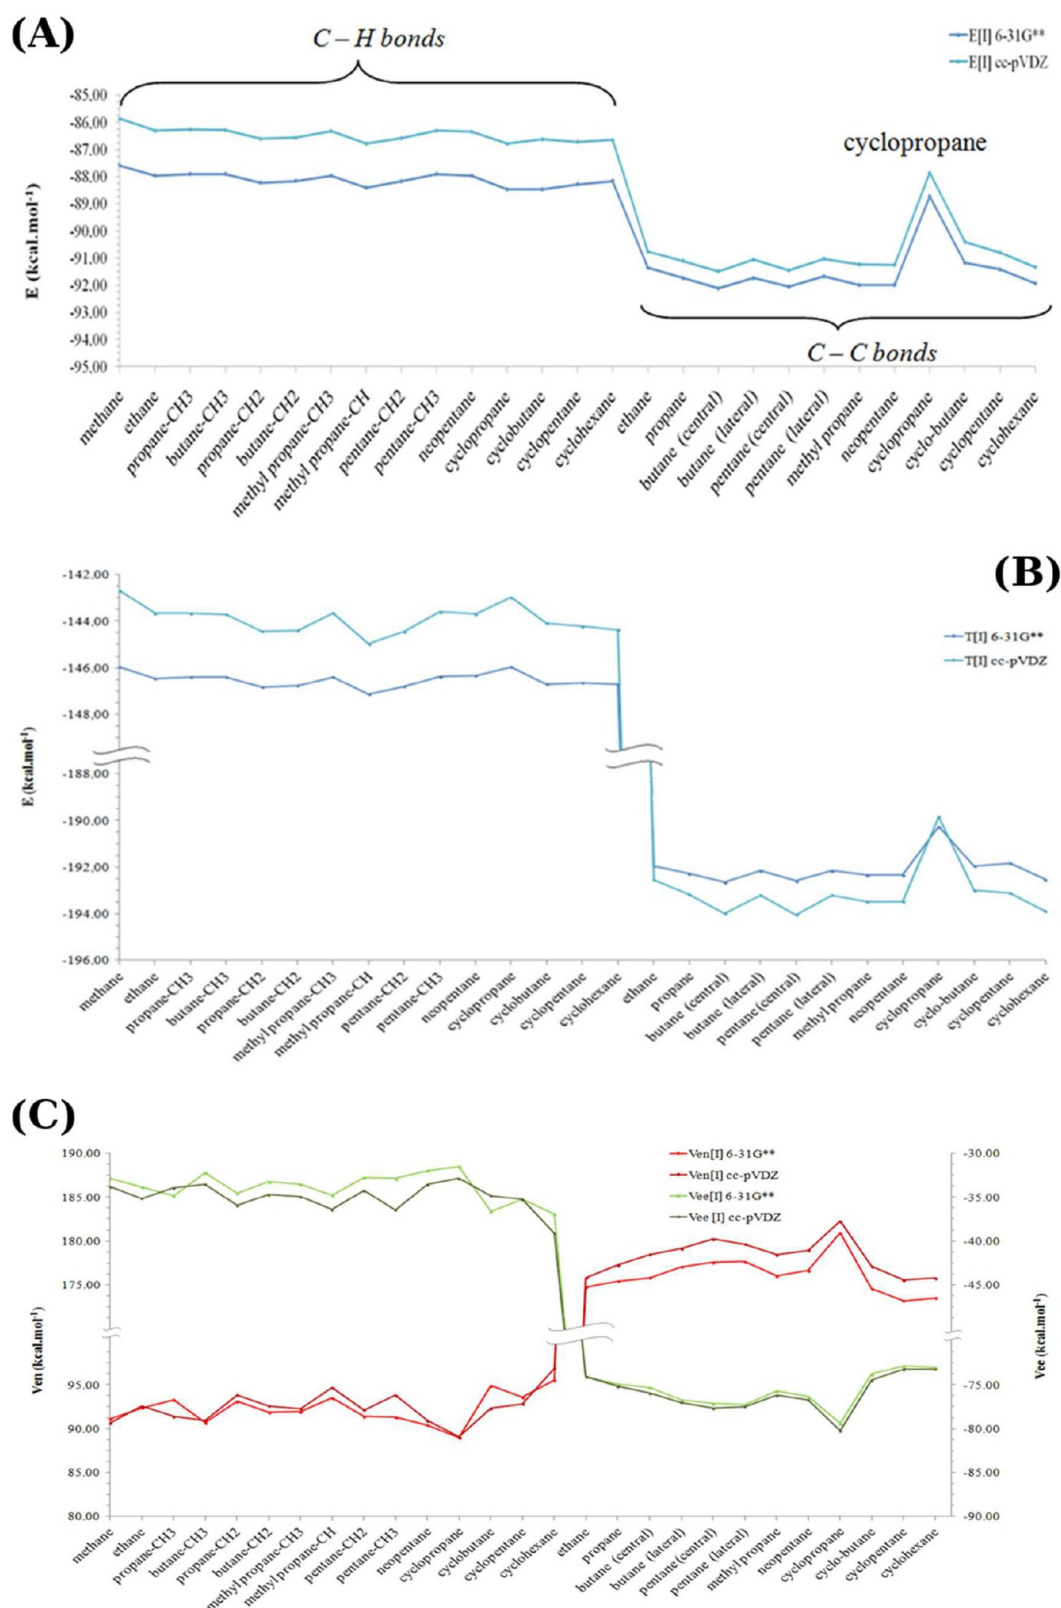 (A)
C – H bonds
E[I] 6-31G**
E[I] cc-pVDZ
-85,00
-86,00
-87,00
-88,00
-89,00
-90,00
-91,00
-92,00
-93,00
-94,00
-95,00
E (kcal.mol⁻¹)
cyclopropane
C – C bonds
methane
ethane
propane-CH3
butane-CH3
propane-CH2
butane-CH2
methyl propane-CH3
methyl propane-CH
pentane-CH2
pentane-CH3
neopentane
cyclopropane
cyclobutane
cyclopentane
cyclohexane
ethane
propane
butane (central)
butane (lateral)
pentane (central)
pentane (lateral)
methyl propane
neopentane
cyclopropane
cyclo-butane
cyclopentane
cyclohexane
(B)
T[I] 6-31G**
T[I] cc-pVDZ
-142.00
-144.00
-146.00
-148.00
-188.00
-190.00
-192.00
-194.00
-196.00
E (kcal.mol⁻¹)
methane
ethane
propane-CH3
butane-CH3
propane-CH2
butane-CH2
methyl propane-CH3
methyl propane-CH
pentane-CH2
pentane-CH3
neopentane
cyclopropane
cyclobutane
cyclopentane
cyclohexane
ethane
propane
butane (central)
butane (lateral)
pentane (central)
pentane (lateral)
methyl propane
neopentane
cyclopropane
cyclo-butane
cyclopentane
cyclohexane
(C)
Ven[I] 6-31G**
Ven[I] cc-pVDZ
Vee[I] 6-31G**
Vee [I] cc-pVDZ
190.00
185.00
180.00
175.00
95.00
90.00
85.00
80.00
Ven (kcal.mol⁻¹)
-30.00
-35.00
-40.00
-45.00
-75.00
-80.00
-85.00
-90.00
Vee (kcal.mol⁻¹)
methane
ethane
propane-CH3
butane-CH3
propane-CH2
butane-CH2
methyl propane-CH3
methyl propane-CH
pentane-CH2
pentane-CH3
neopentane
cyclopropane
cyclobutane
cyclopentane
cyclohexane
ethane
propane
butane (central)
butane (lateral)
pentane (central)
pentane (lateral)
methyl propane
neopentane
cyclopropane
cyclo-butane
cyclopentane
cyclohexane